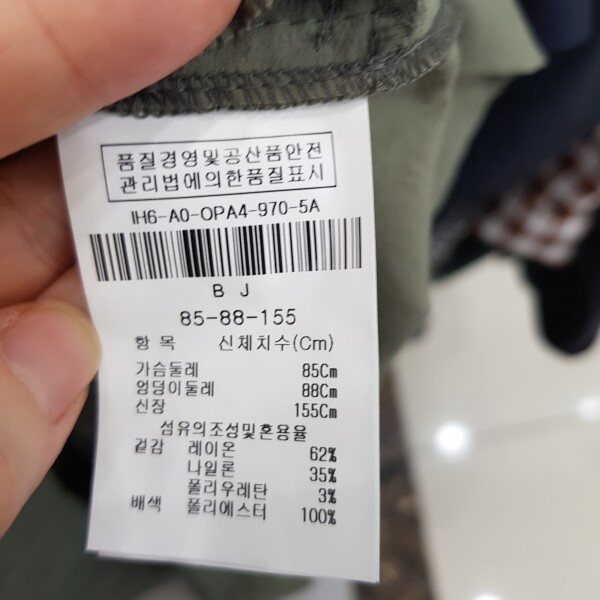 품질경영및공산품안전
관리법에의한품질표시
IH6-A0-OPA4-970-5A
B J
85-88-155
항 목 신체치수(Cm)
가슴둘레 85Cm
엉덩이둘레 88Cm
신장 155Cm
섬유의조성및혼용율
겉감 레이온 62%
나일론 35%
폴리우레탄 3%
배색 폴리에스터 100%